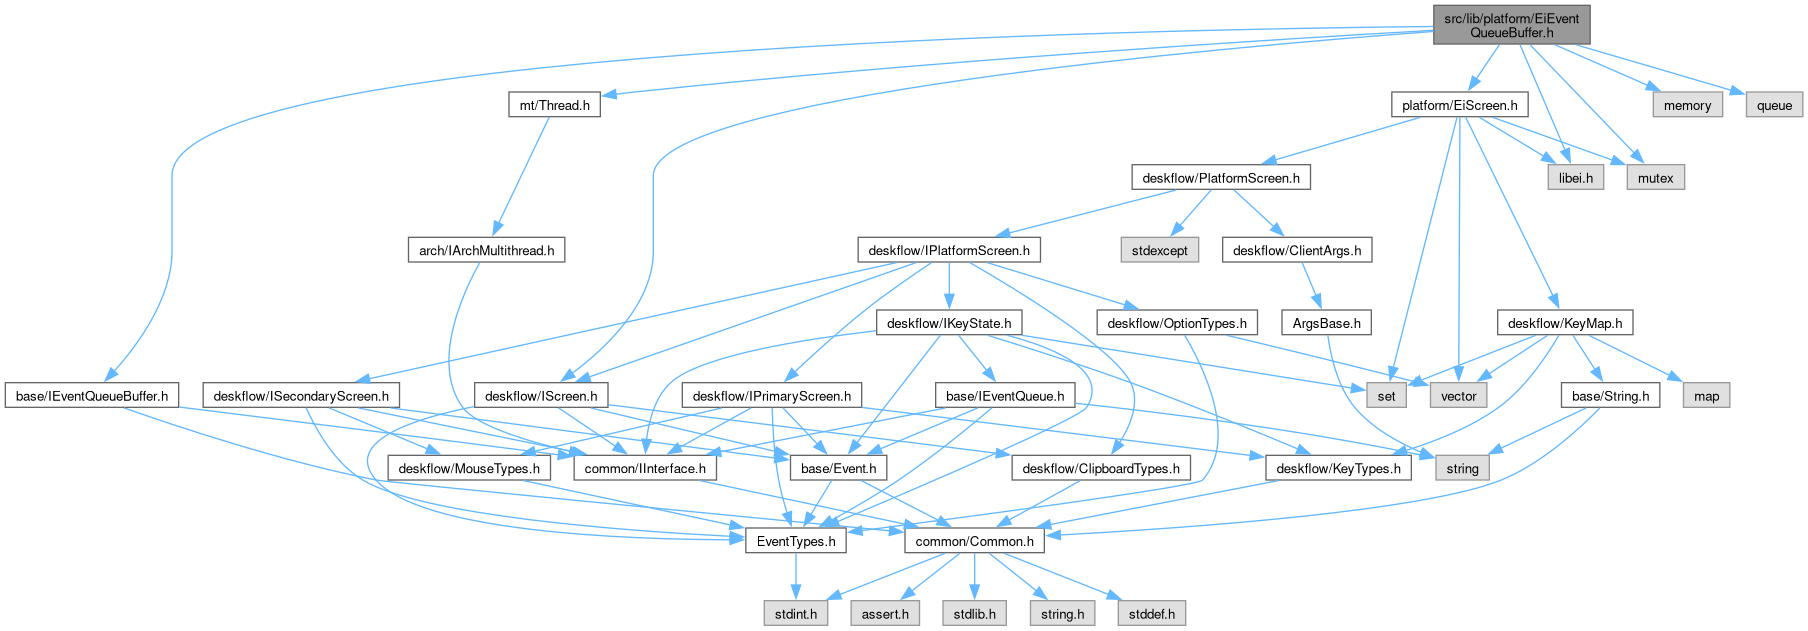 src/lib/platform/EiEvent
QueueBuffer.h
mt/Thread.h
platform/EiScreen.h
memory
queue
deskflow/PlatformScreen.h
libei.h
mutex
arch/IArchMultithread.h
deskflow/IPlatformScreen.h
stdexcept
deskflow/ClientArgs.h
deskflow/IKeyState.h
deskflow/OptionTypes.h
ArgsBase.h
deskflow/KeyMap.h
base/IEventQueueBuffer.h
deskflow/ISecondaryScreen.h
deskflow/IScreen.h
deskflow/IPrimaryScreen.h
base/IEventQueue.h
set
vector
base/String.h
map
deskflow/MouseTypes.h
common/IInterface.h
base/Event.h
deskflow/ClipboardTypes.h
deskflow/KeyTypes.h
string
EventTypes.h
common/Common.h
stdint.h
assert.h
stdlib.h
string.h
stddef.h